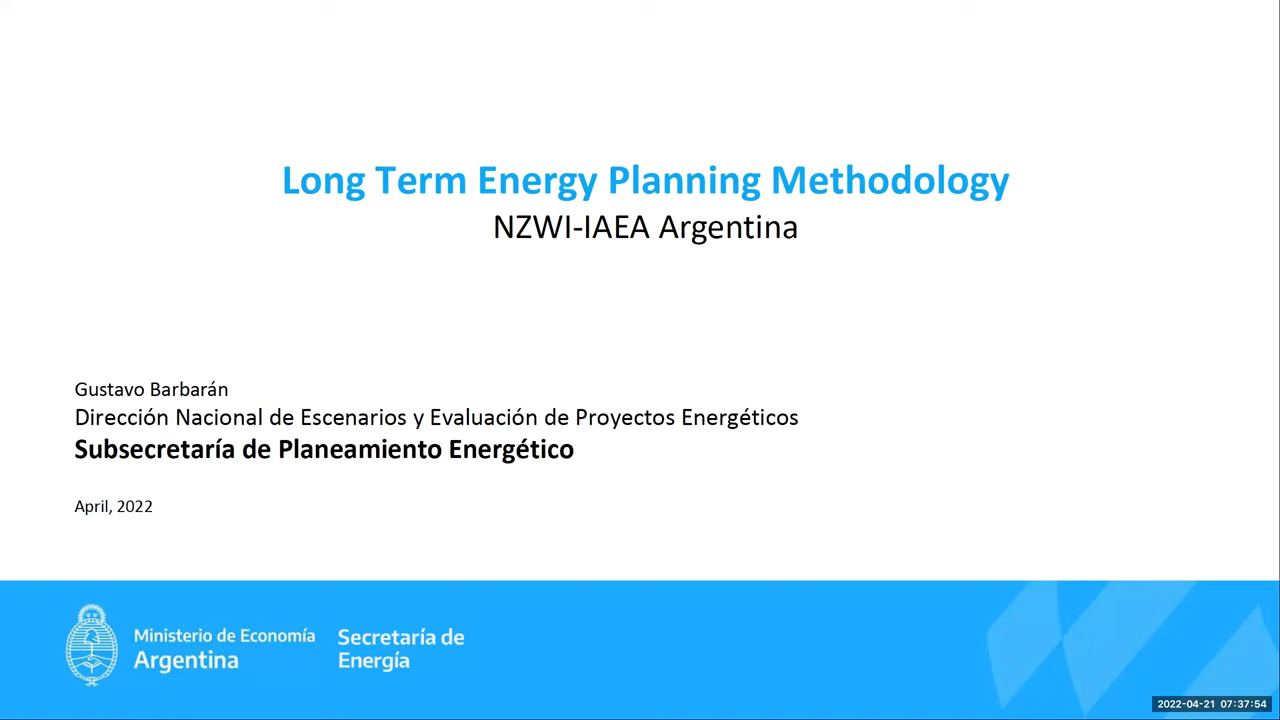 Long Term Energy Planning Methodology
NZWI-IAEA Argentina
Gustavo Barbarán
Dirección Nacional de Escenarios y Evaluación de Proyectos Energéticos
Subsecretaría de Planeamiento Energético
April, 2022
Ministerio de Economía
Argentina
Secretaría de
Energía
2022-04-21 07:37:54